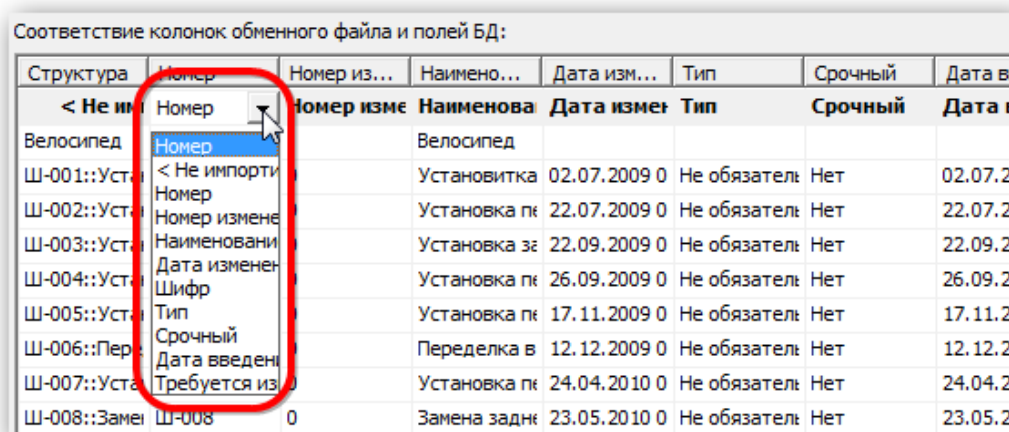 Соответствие колонок обменного файла и полей БД:
Структура Номер Номер из... Наимено... Дата изм... Тип Срочный Дата в
< Не им Номер Номер изме Наименова Дата измен Тип Срочный Дата
Велосипед Номер Велосипед
Ш-001::Уста < Не импорти 0 Установитка 02.07.2009 0 Не обязатель Нет 02.07.2
Номер
Ш-002::Уста Номер измене 0 Установка пе 22.07.2009 0 Не обязатель Нет 22.07.2
Ш-003::Уста Наименовани 0 Установка за 22.09.2009 0 Не обязатель Нет 22.09.2
Дата изменен
Ш-004::Уста Шифр 0 Установка пе 26.09.2009 0 Не обязатель Нет 26.09.2
Ш-005::Уста Тип 0 Установка пе 17.11.2009 0 Не обязатель Нет 17.11.2
Срочный
Ш-006::Пере Дата введени 0 Переделка в 12.12.2009 0 Не обязатель Нет 12.12.2
Ш-007::Уста Требуется из 0 Установка пе 24.04.2010 0 Не обязатель Нет 24.04.2
Ш-008::Замен Ш-008 0 Замена задне 23.05.2010 0 Не обязатель Нет 23.05.2